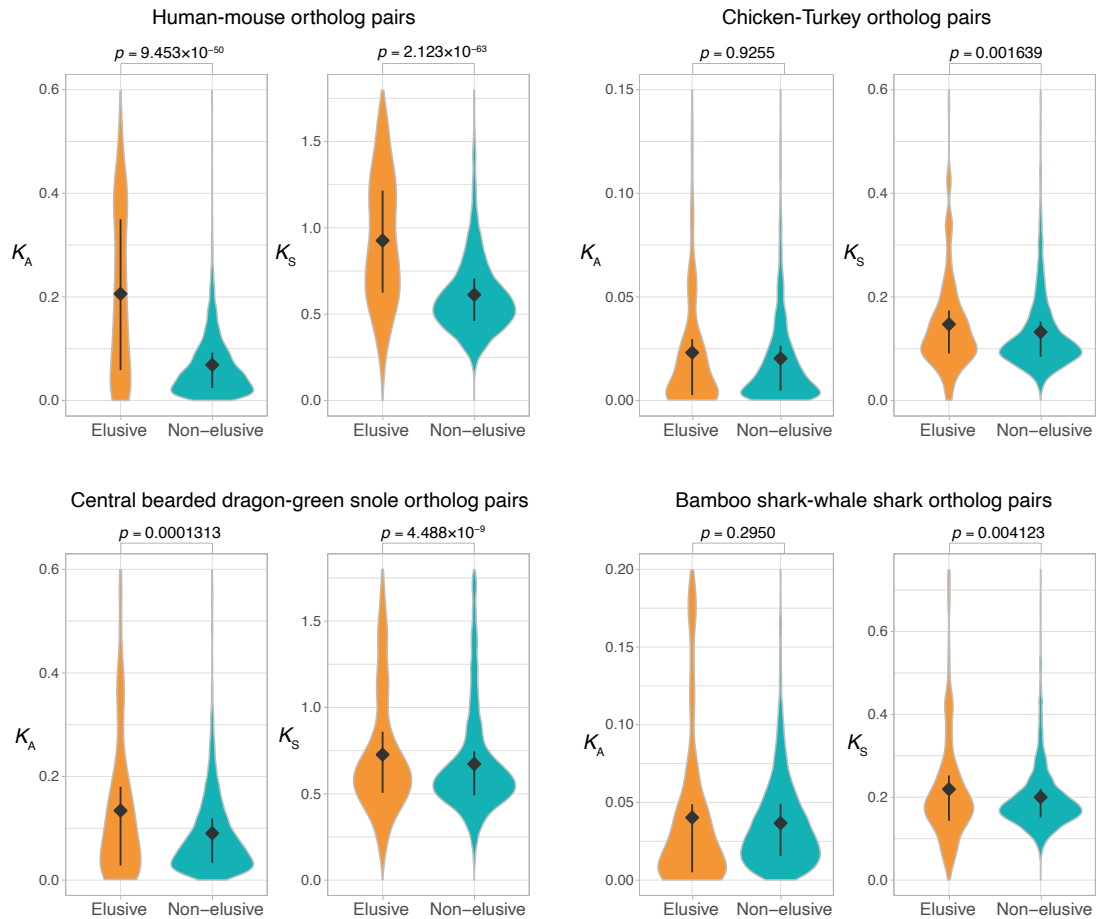 Human-mouse ortholog pairs
p = 9.453×10⁻⁵⁰
p = 2.123×10⁻⁶³
0.6
0.4
0.2
0.0
K_A
Elusive
Non−elusive
1.5
1.0
0.5
0.0
K_S
Elusive
Non−elusive
Chicken-Turkey ortholog pairs
p = 0.9255
p = 0.001639
0.15
0.10
0.05
0.00
K_A
Elusive
Non−elusive
0.6
0.4
0.2
0.0
K_S
Elusive
Non−elusive
Central bearded dragon-green snole ortholog pairs
p = 0.0001313
p = 4.488×10⁻⁹
0.6
0.4
0.2
0.0
K_A
Elusive
Non−elusive
1.5
1.0
0.5
0.0
K_S
Elusive
Non−elusive
Bamboo shark-whale shark ortholog pairs
p = 0.2950
p = 0.004123
0.20
0.15
0.10
0.05
0.00
K_A
Elusive
Non−elusive
0.6
0.4
0.2
0.0
K_S
Elusive
Non−elusive